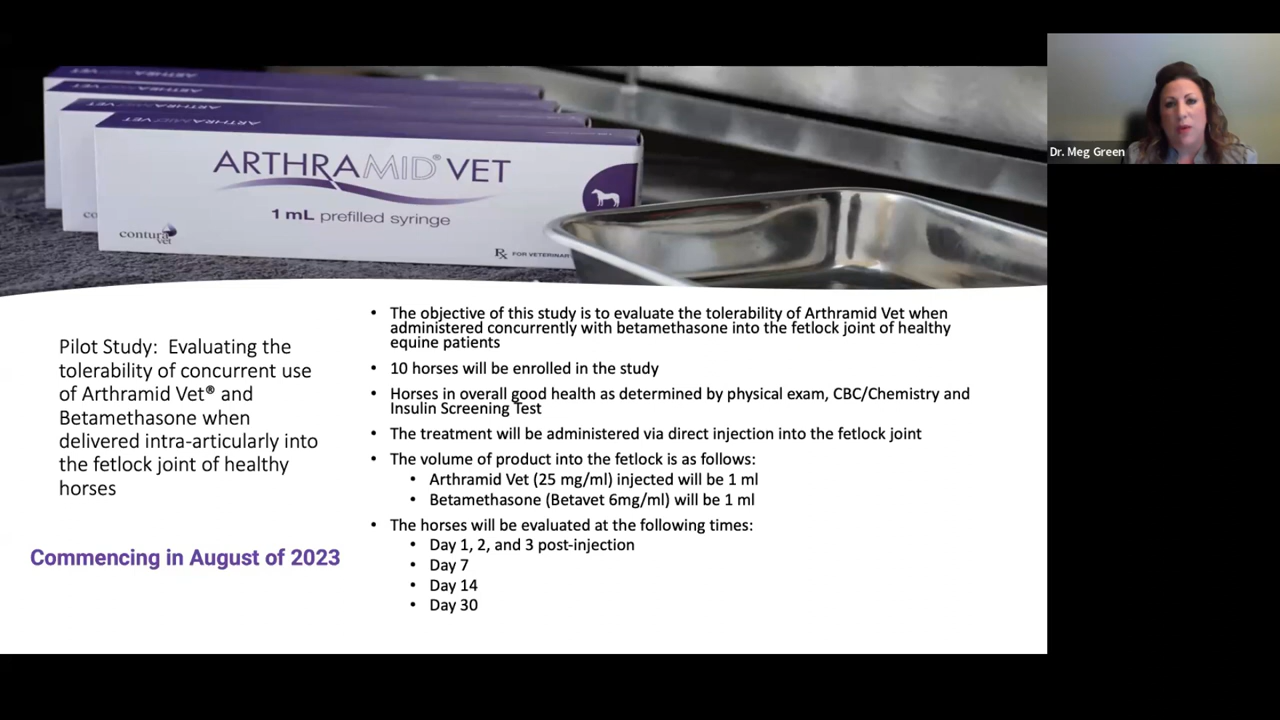 ARTHRAMID® VET
1 mL prefilled syringe
contura
vet
Rx FOR VETERINAR
Dr. Meg Green
Pilot Study:  Evaluating the
tolerability of concurrent use
of Arthramid Vet® and
Betamethasone when
delivered intra-articularly into
the fetlock joint of healthy
horses
Commencing in August of 2023
• The objective of this study is to evaluate the tolerability of Arthramid Vet when
administered concurrently with betamethasone into the fetlock joint of healthy
equine patients
• 10 horses will be enrolled in the study
• Horses in overall good health as determined by physical exam, CBC/Chemistry and
Insulin Screening Test
• The treatment will be administered via direct injection into the fetlock joint
• The volume of product into the fetlock is as follows:
• Arthramid Vet (25 mg/ml) injected will be 1 ml
• Betamethasone (Betavet 6mg/ml) will be 1 ml
• The horses will be evaluated at the following times:
• Day 1, 2, and 3 post-injection
• Day 7
• Day 14
• Day 30